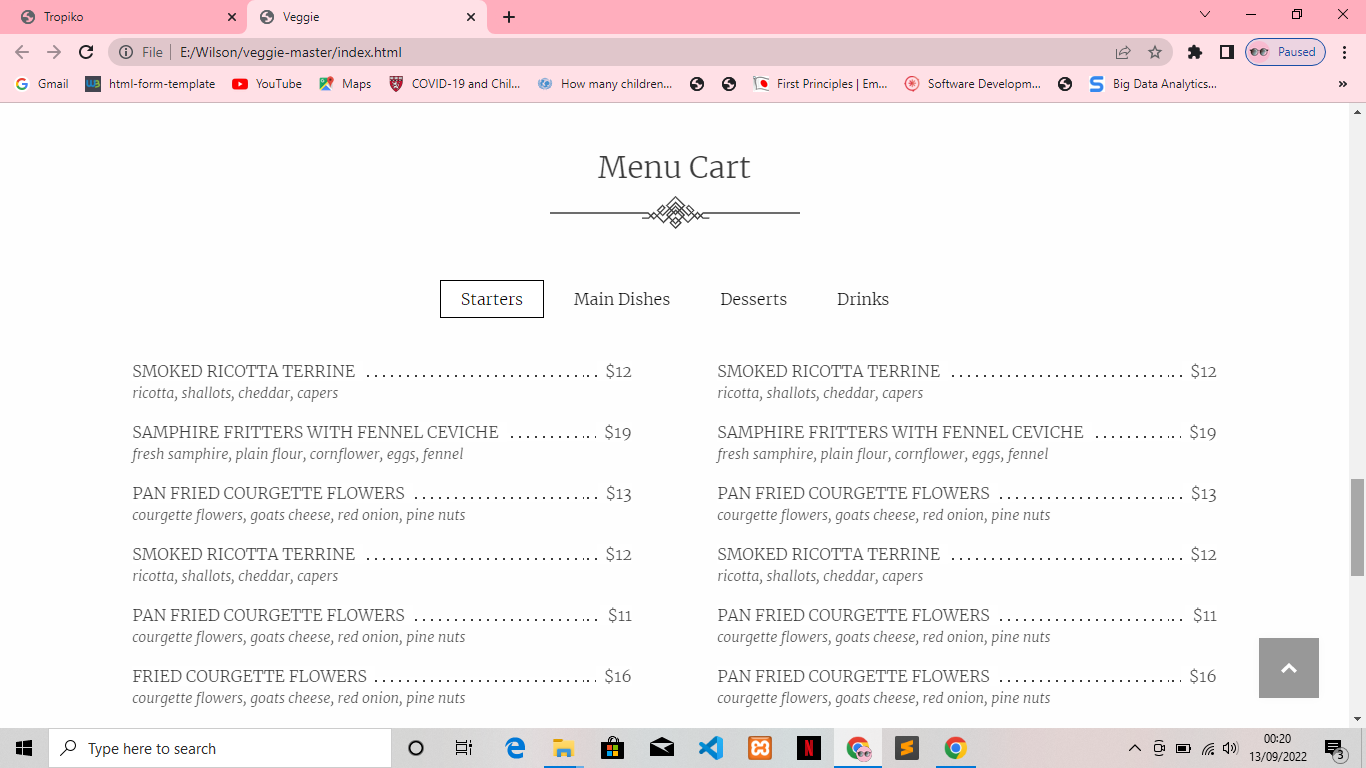 Tropiko
Veggie
File
E:/Wilson/veggie-master/index.html
Paused
Gmail
html-form-template
YouTube
Maps
COVID-19 and Chil...
How many children...
First Principles | Em...
Software Developm...
Big Data Analytics...
»
Menu Cart
Starters
Main Dishes
Desserts
Drinks
SMOKED RICOTTA TERRINE ........................... $12
ricotta, shallots, cheddar, capers
SAMPHIRE FRITTERS WITH FENNEL CEVICHE .......... $19
fresh samphire, plain flour, cornflower, eggs, fennel
PAN FRIED COURGETTE FLOWERS ..................... $13
courgette flowers, goats cheese, red onion, pine nuts
SMOKED RICOTTA TERRINE ........................... $12
ricotta, shallots, cheddar, capers
PAN FRIED COURGETTE FLOWERS ..................... $11
courgette flowers, goats cheese, red onion, pine nuts
FRIED COURGETTE FLOWERS .......................... $16
courgette flowers, goats cheese, red onion, pine nuts
SMOKED RICOTTA TERRINE ........................... $12
ricotta, shallots, cheddar, capers
SAMPHIRE FRITTERS WITH FENNEL CEVICHE .......... $19
fresh samphire, plain flour, cornflower, eggs, fennel
PAN FRIED COURGETTE FLOWERS ..................... $13
courgette flowers, goats cheese, red onion, pine nuts
SMOKED RICOTTA TERRINE ........................... $12
ricotta, shallots, cheddar, capers
PAN FRIED COURGETTE FLOWERS ..................... $11
courgette flowers, goats cheese, red onion, pine nuts
PAN FRIED COURGETTE FLOWERS ..................... $16
courgette flowers, goats cheese, red onion, pine nuts
Type here to search
00:20
13/09/2022
3